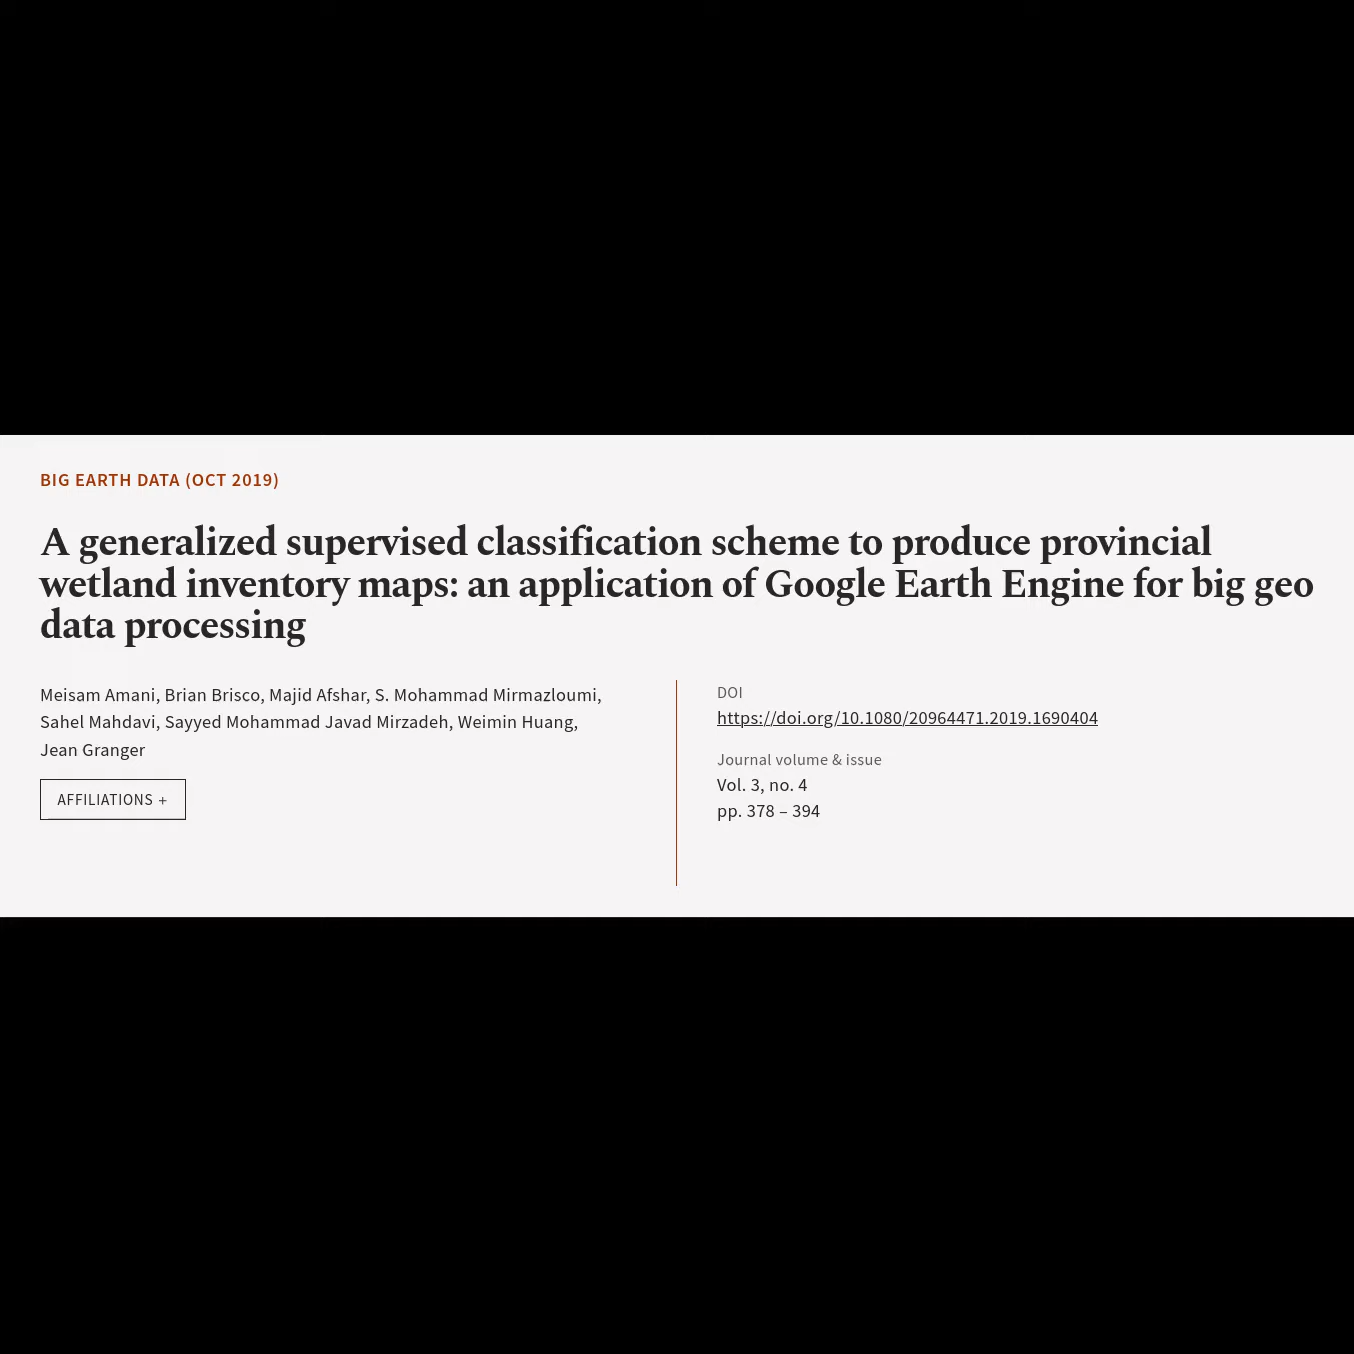 BIG EARTH DATA (OCT 2019)
A generalized supervised classification scheme to produce provincial
wetland inventory maps: an application of Google Earth Engine for big geo
data processing
Meisam Amani, Brian Brisco, Majid Afshar, S. Mohammad Mirmazloumi,
Sahel Mahdavi, Sayyed Mohammad Javad Mirzadeh, Weimin Huang,
Jean Granger
AFFILIATIONS +
DOI
https://doi.org/10.1080/20964471.2019.1690404
Journal volume & issue
Vol. 3, no. 4
pp. 378 – 394